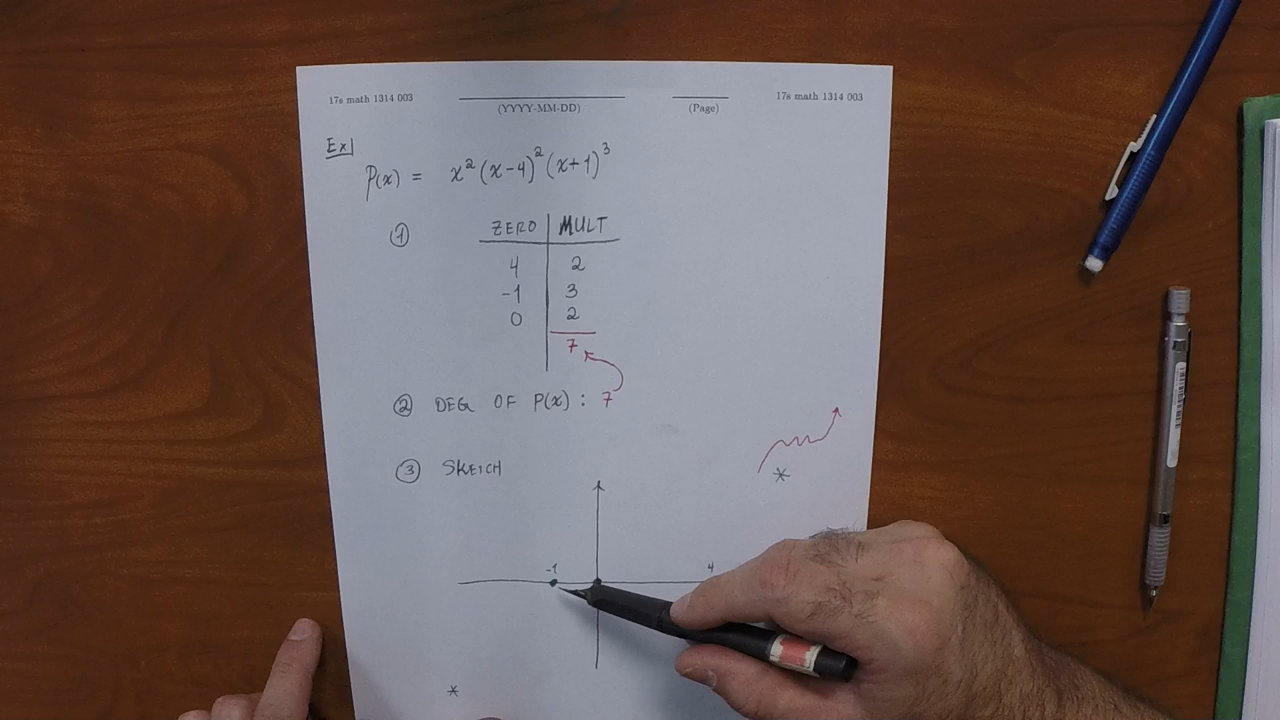 17s math 1314 003 (YYYY-MM-DD) (Page) 17s math 1314 003
Ex1
P(x) = x²(x-4)²(x+1)³
① ZERO MULT
4 2
-1 3
0 2
7
② DEG OF P(x): 7
③ SKETCH
*
-1 4
*